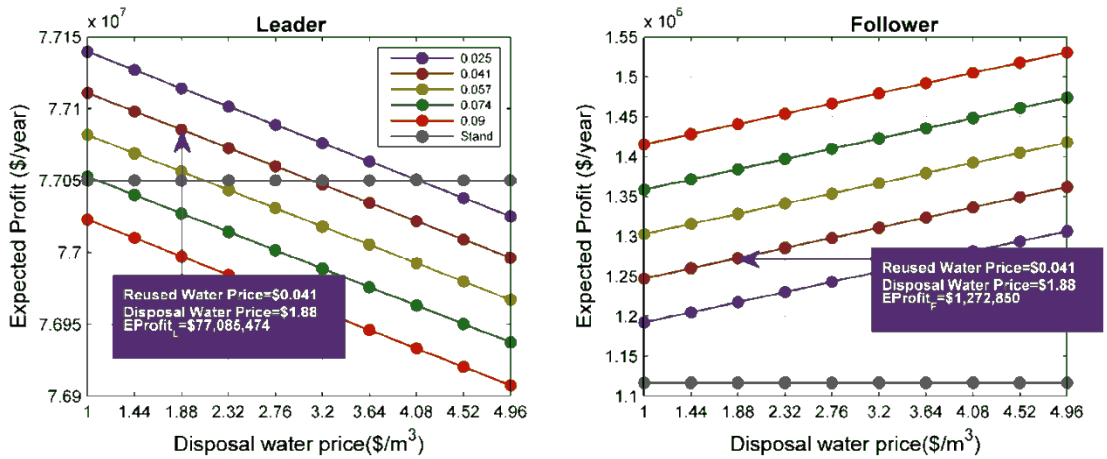 Leader
x 10^7
7.715
7.71
7.705
7.7
7.695
7.69
Expected Profit ($/year)
0.025
0.041
0.057
0.074
0.09
Stand
Reused Water Price=$0.041
Disposal Water Price=$1.88
EProfit_L=$77,085,474
1 1.44 1.88 2.32 2.76 3.2 3.64 4.08 4.52 4.96
Disposal water price($/m^3)
Follower
x 10^6
1.55
1.5
1.45
1.4
1.35
1.3
1.25
1.2
1.15
1.1
Expected Profit ($/year)
Reused Water Price=$0.041
Disposal Water Price=$1.88
EProfit_F=$1,272,850
1 1.44 1.88 2.32 2.76 3.2 3.64 4.08 4.52 4.96
Disposal water price($/m^3)